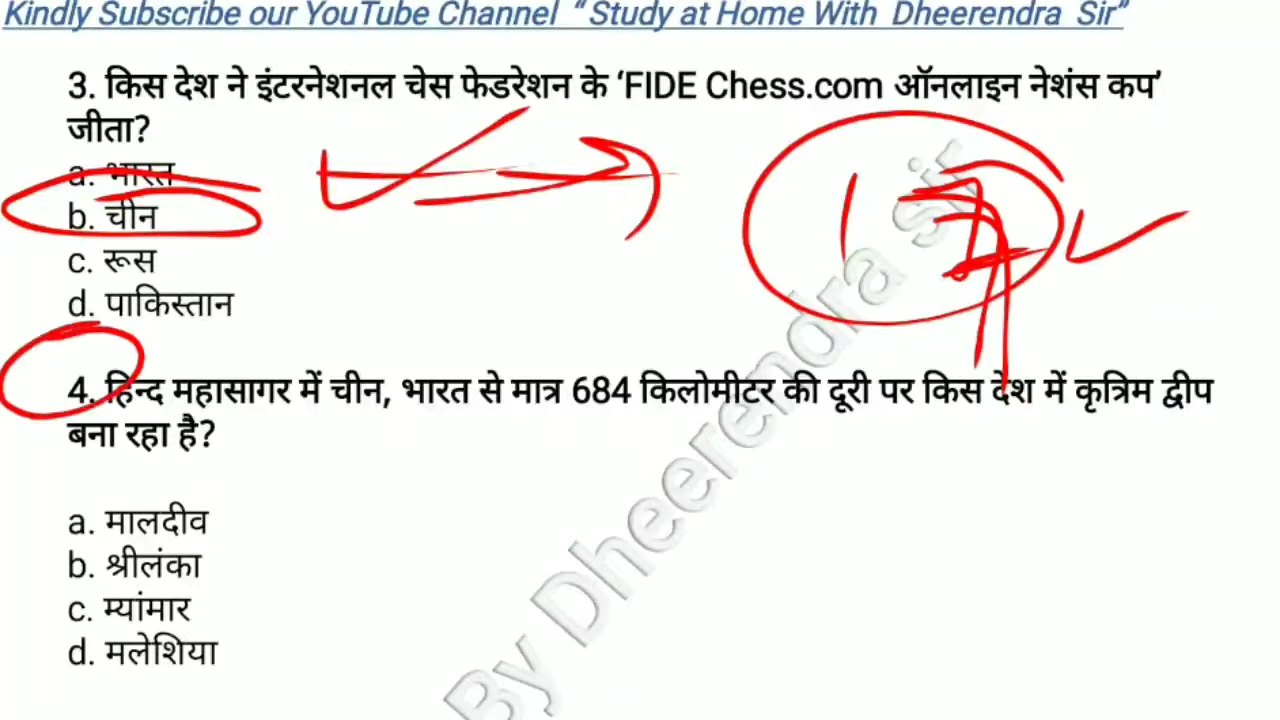 Kindly Subscribe our YouTube Channel “ Study at Home With Dheerendra Sir”
3. किस देश ने इंटरनेशनल चेस फेडरेशन के ‘FIDE Chess.com ऑनलाइन नेशंस कप’
जीता?
a. भारत
b. चीन
c. रूस
d. पाकिस्तान
4. हिन्द महासागर में चीन, भारत से मात्र 684 किलोमीटर की दूरी पर किस देश में कृत्रिम द्वीप
बना रहा है?
a. मालदीव
b. श्रीलंका
c. म्यांमार
d. मलेशिया
By Dheerendra sir